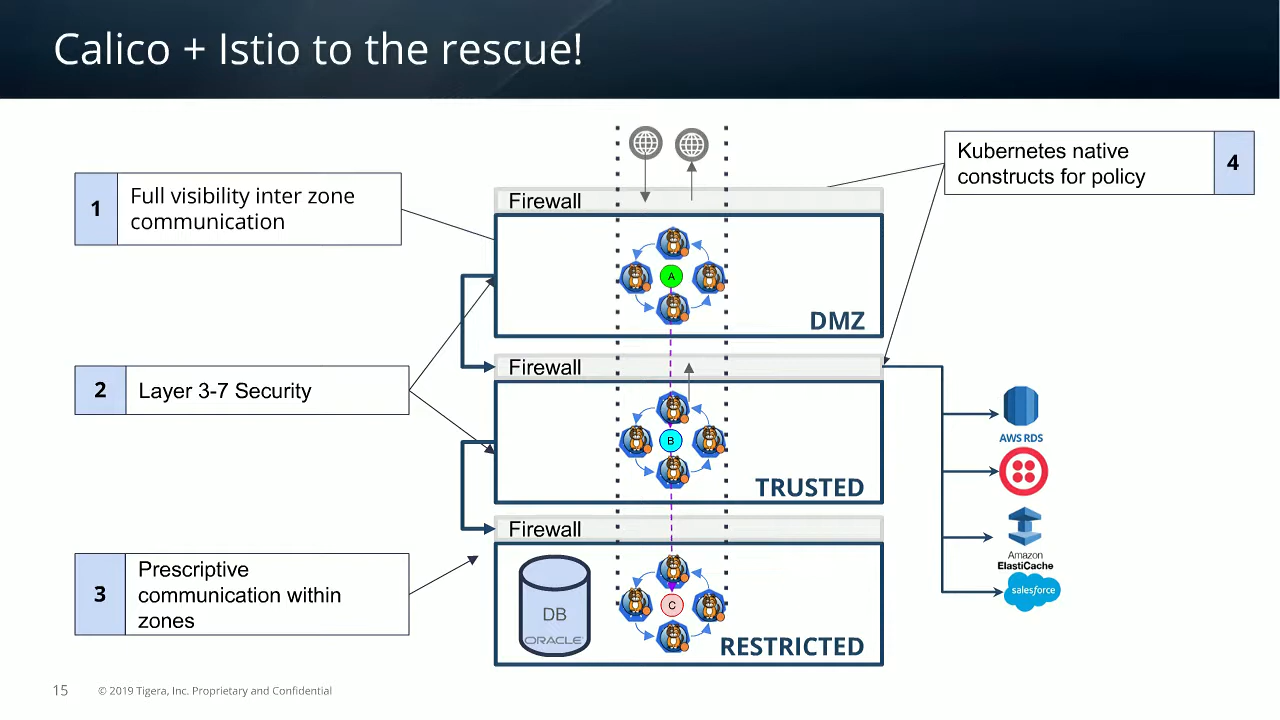 Calico + Istio to the rescue!
1
Full visibility inter zone
communication
Kubernetes native
constructs for policy
4
Firewall
A
DMZ
2
Layer 3-7 Security
Firewall
B
TRUSTED
AWS RDS
Amazon
ElastiCache
salesforce
3
Prescriptive
communication within
zones
Firewall
DB
ORACLE
C
RESTRICTED
15
© 2019 Tigera, Inc. Proprietary and Confidential